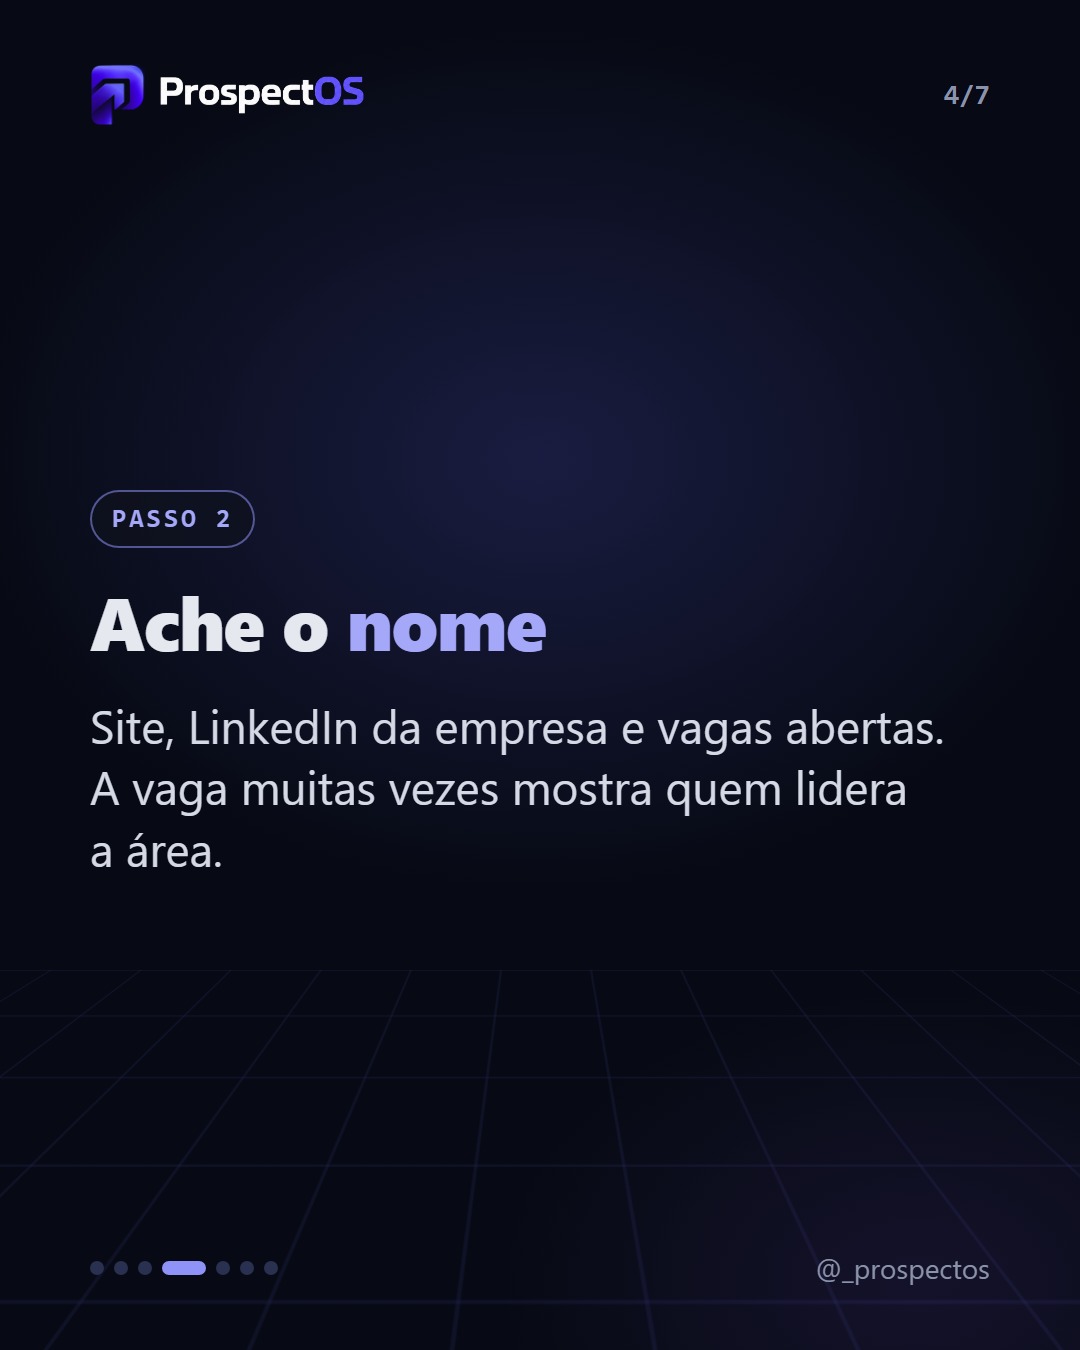 ProspectOS
4/7
PASSO 2
Ache o nome
Site, LinkedIn da empresa e vagas abertas.
A vaga muitas vezes mostra quem lidera
a área.
@_prospectos